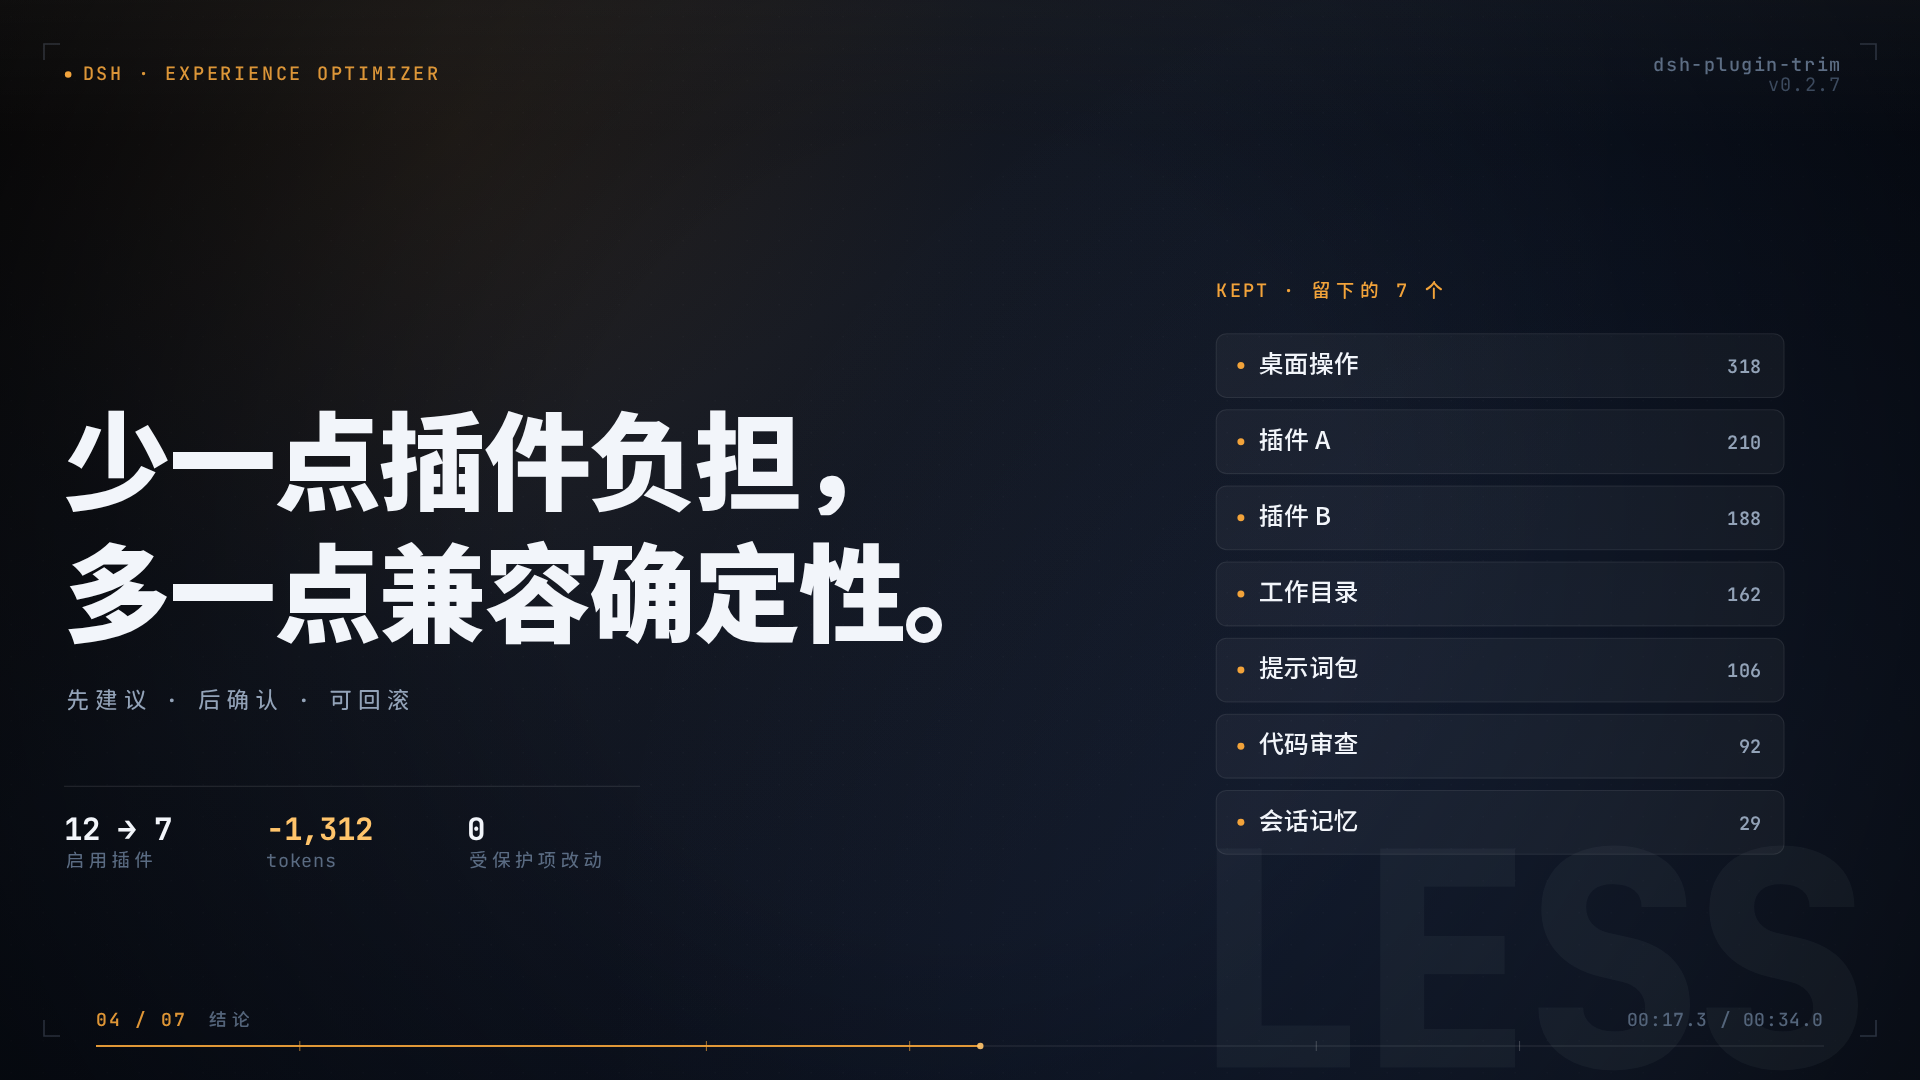 DSH · EXPERIENCE OPTIMIZER
dsh-plugin-trim
v0.2.7
少一点插件负担，
多一点兼容确定性。
先建议 · 后确认 · 可回滚
12 → 7
启用插件
-1,312
tokens
0
受保护项改动
KEPT · 留下的 7 个
桌面操作 318
插件 A 210
插件 B 188
工作目录 162
提示词包 106
代码审查 92
会话记忆 29
LESS
04 / 07 结论
00:17.3 / 00:34.0